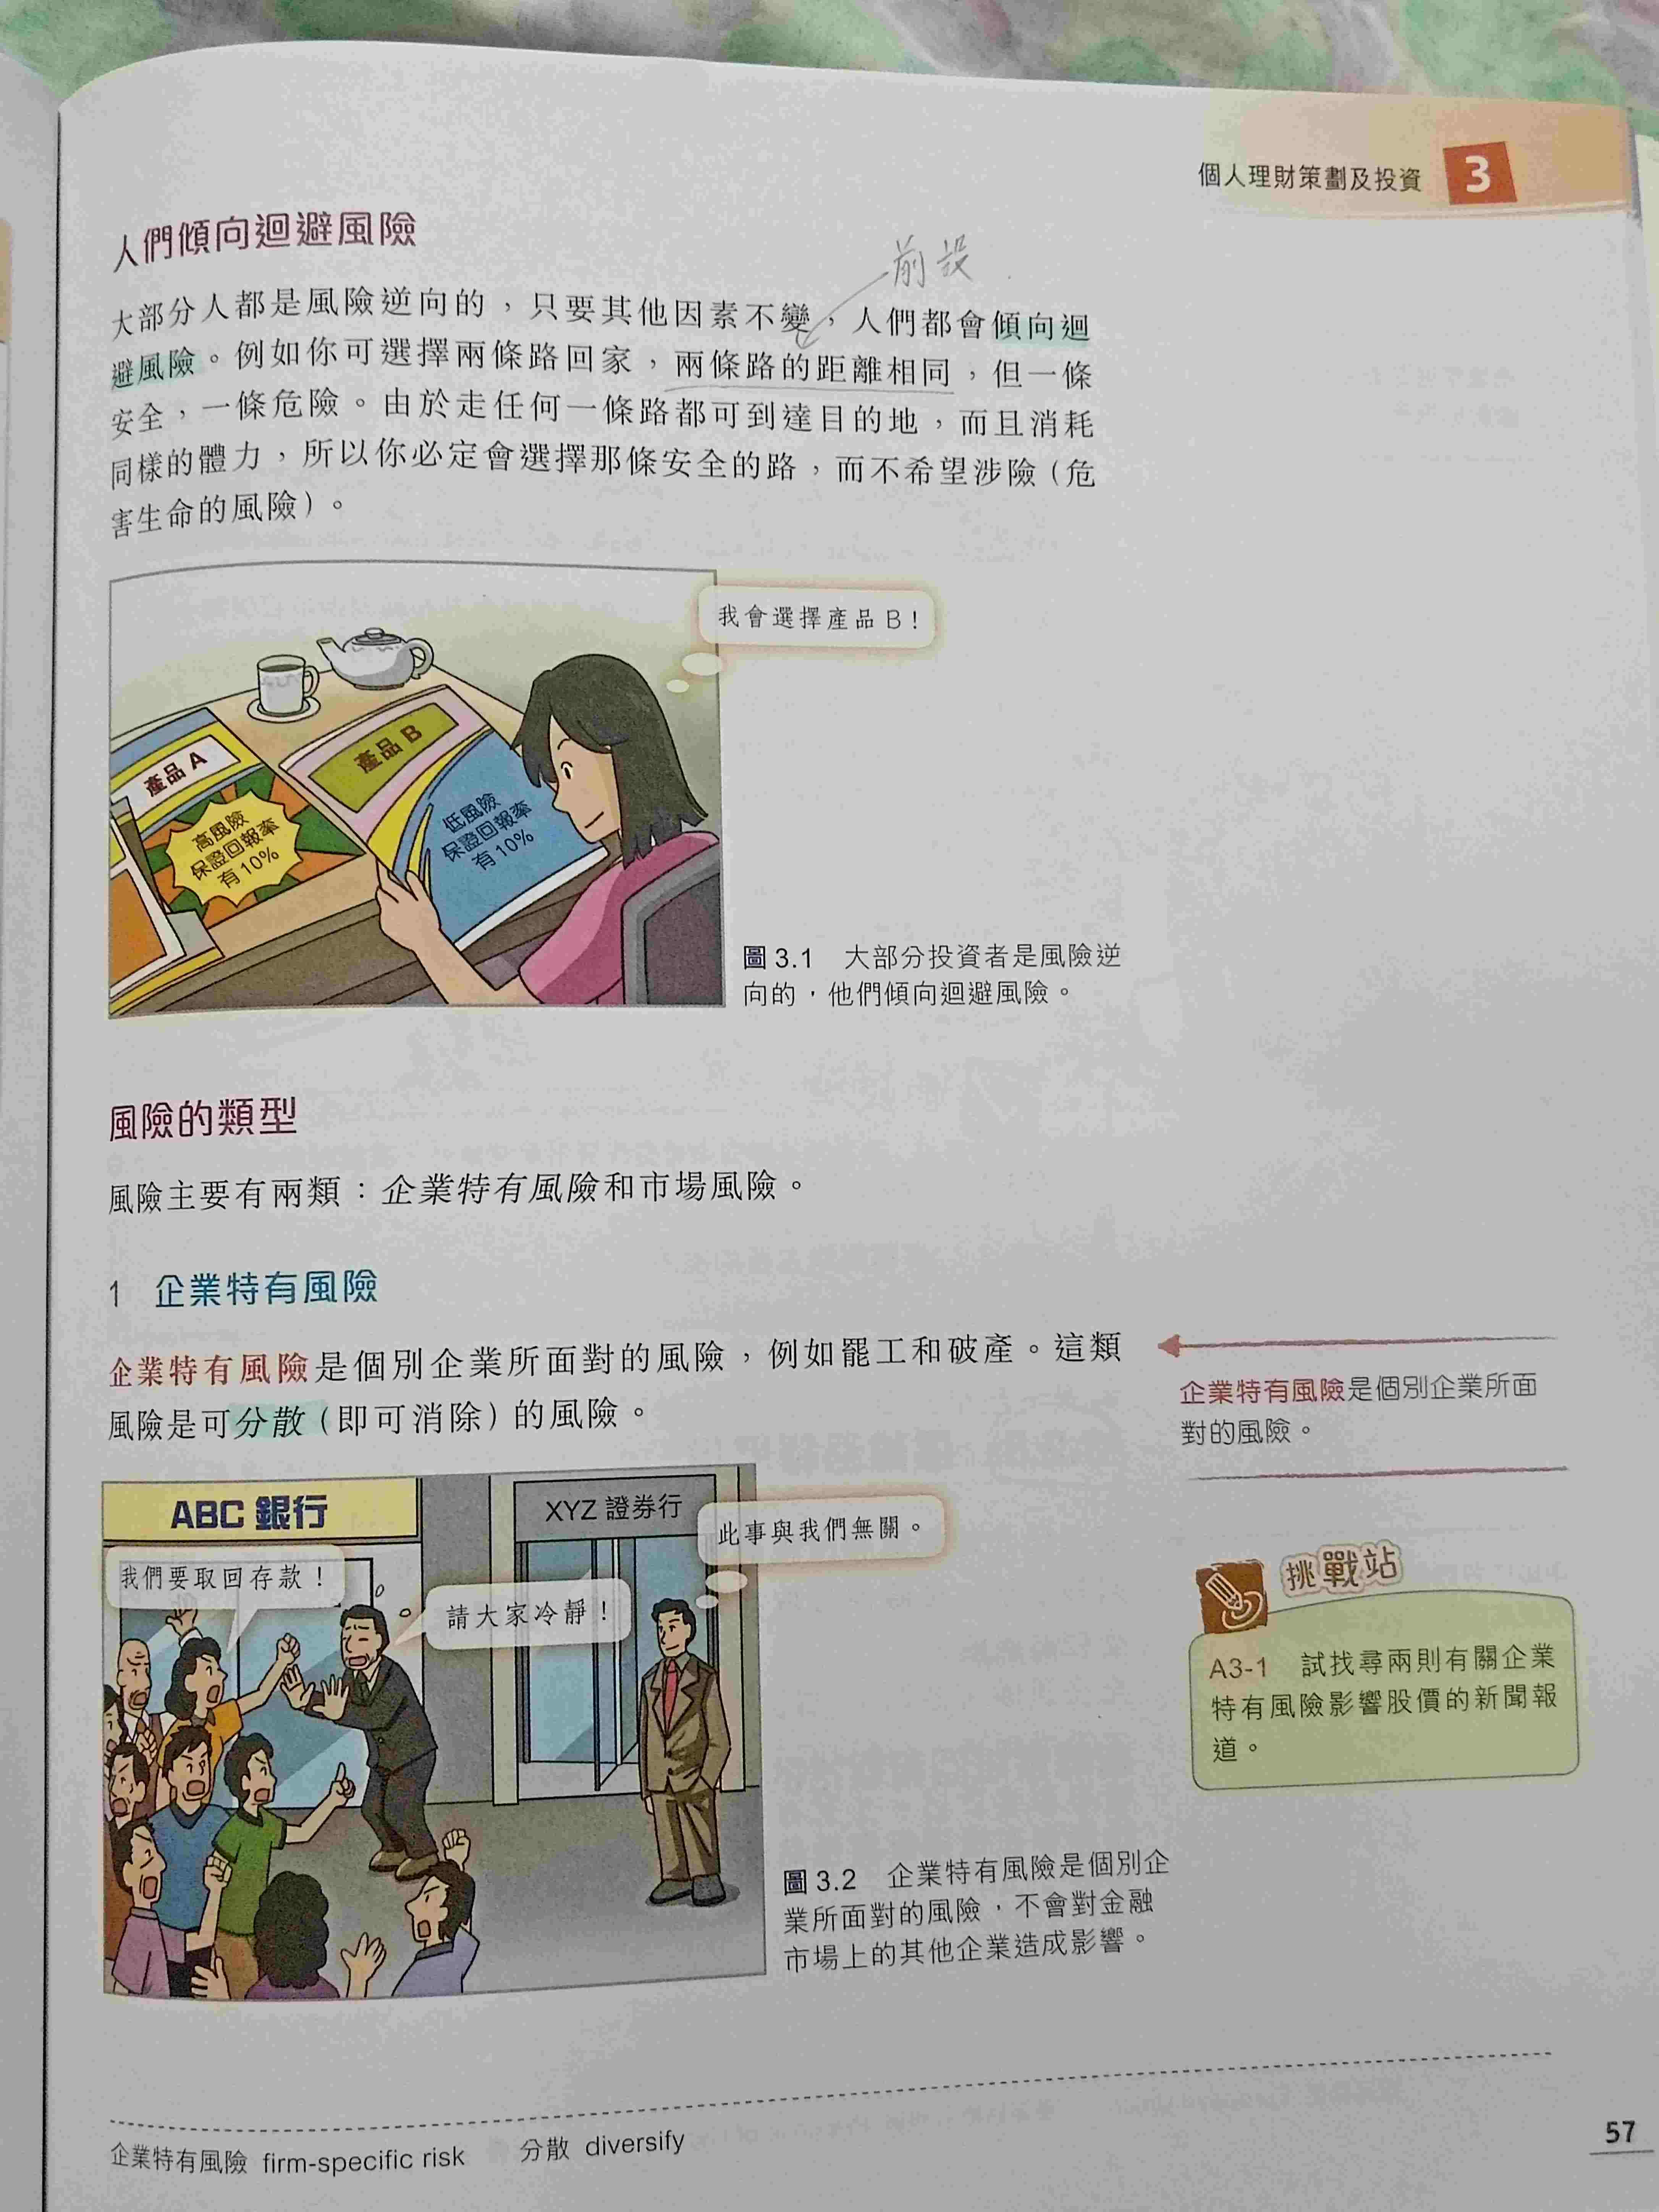 個人理財策劃及投資 3
人們傾向迴避風險
前設
大部分人都是風險逆向的，只要其他因素不變，人們都會傾向迴
避風險。例如你可選擇兩條路回家，兩條路的距離相同，但一條
安全，一條危險。由於走任何一條路都可到達目的地，而且消耗
同樣的體力，所以你必定會選擇那條安全的路，而不希望涉險（危
害生命的風險）。
我會選擇產品 B！
產品 A
高風險
保證回報率
有 10%
產品 B
低風險
保證回報率
有 10%
圖 3.1　大部分投資者是風險逆
向的，他們傾向迴避風險。
風險的類型
風險主要有兩類：企業特有風險和市場風險。
1 企業特有風險
企業特有風險是個別企業所面對的風險，例如罷工和破產。這類
風險是可分散（即可消除）的風險。
企業特有風險是個別企業所面
對的風險。
ABC 銀行
XYZ 證券行
此事與我們無關。
我們要取回存款！
請大家冷靜！
挑戰站
A3-1　試找尋兩則有關企業
特有風險影響股價的新聞報
道。
圖 3.2　企業特有風險是個別企
業所面對的風險，不會對金融
市場上的其他企業造成影響。
企業特有風險 firm-specific risk　分散 diversify
57